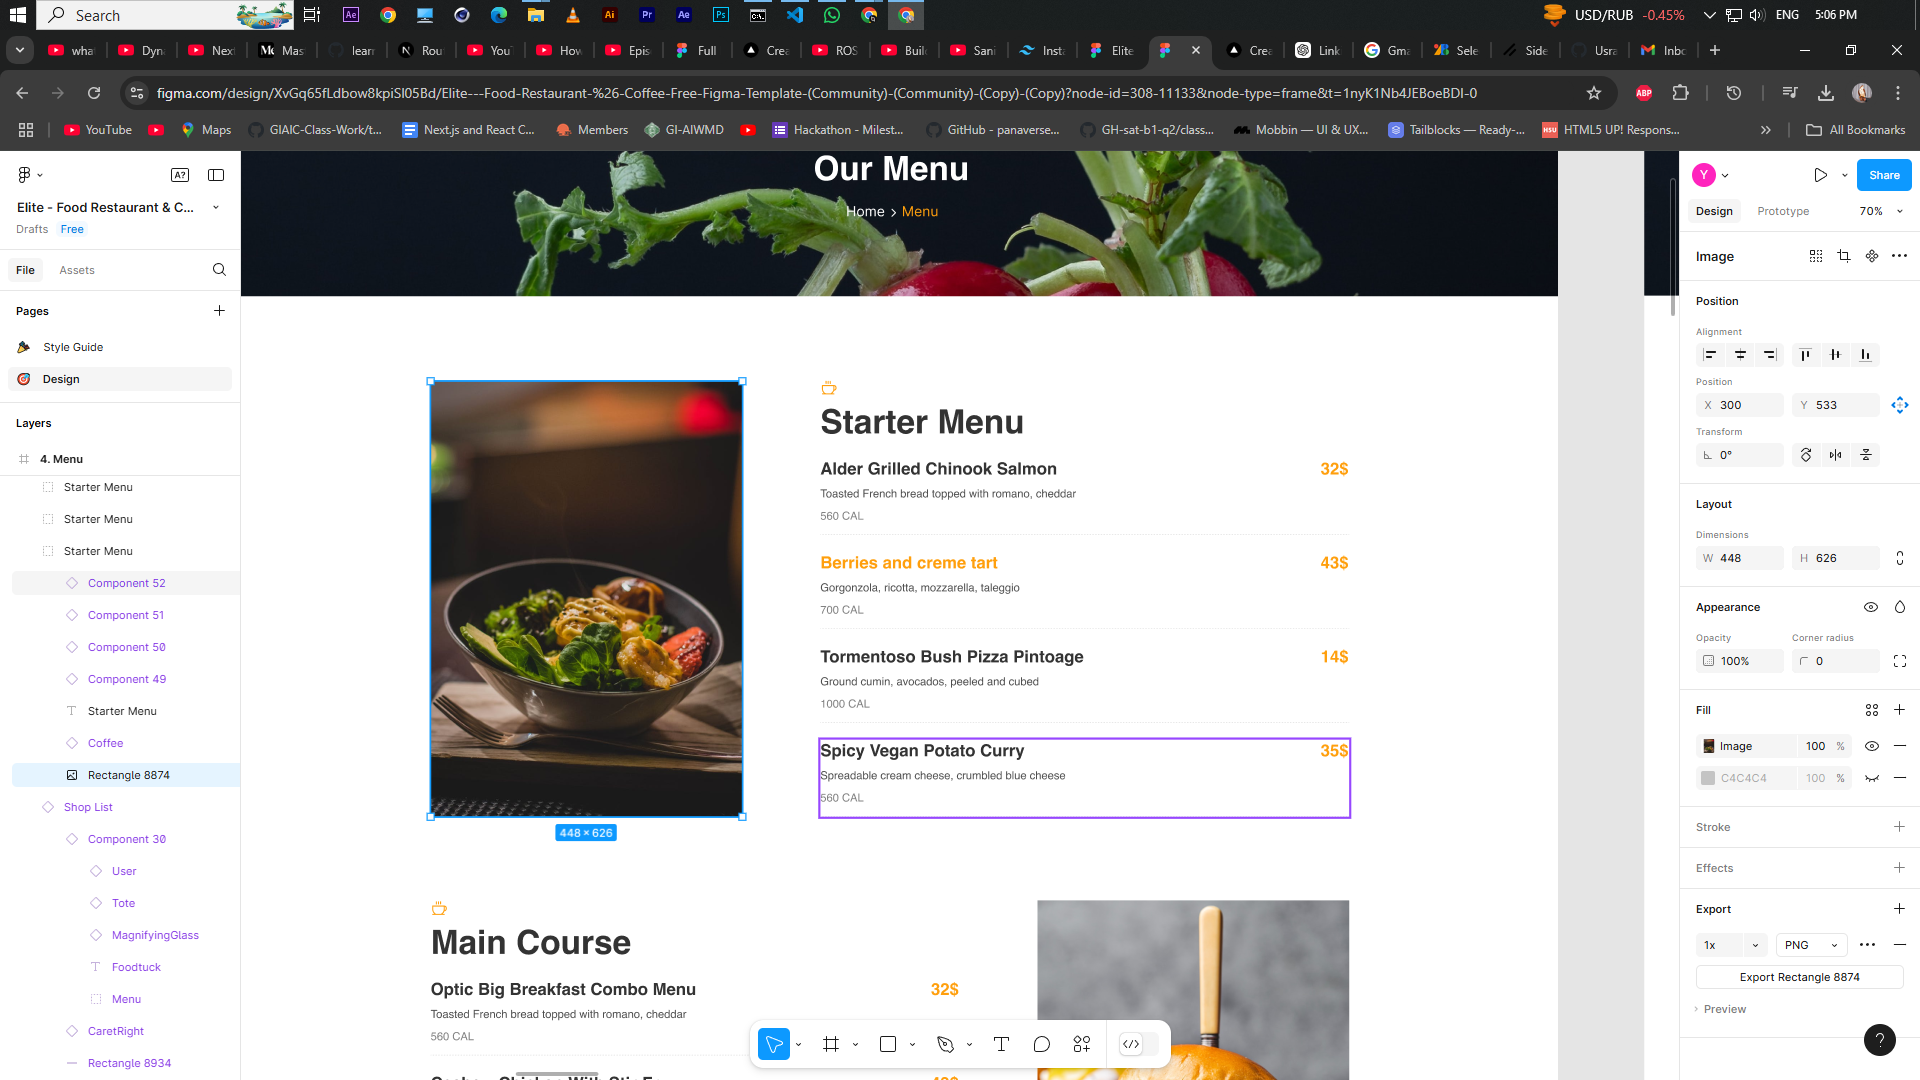 Search
USD/RUB -0.45%
ENG
5:06 PM
what
Dyna
Next
Mas
learn
Rout
YouT
How
Epis
Full
Crea
ROS
Build
Sani
Insta
Elite
Crea
Link
Gma
Sele
Side
Usra
Inbo
figma.com/design/XvGq65fLdbow8kpiSl05Bd/Elite---Food-Restaurant-%26-Coffee-Free-Figma-Template-(Community)-(Community)-(Copy)-(Copy)?node-id=308-11133&node-type=frame&t=1nyK1Nb4JEBoeBDI-0
YouTube
Maps
GIAIC-Class-Work/t...
Next.js and React C...
Members
GI-AIWMD
Hackathon - Milest...
GitHub - panaverse...
GH-sat-b1-q2/class...
Mobbin — UI & UX...
Tailblocks — Ready-...
HTML5 UP! Respons...
All Bookmarks
Elite - Food Restaurant & C...
Drafts Free
File Assets
Pages
Style Guide
Design
Layers
4. Menu
Starter Menu
Starter Menu
Starter Menu
Component 52
Component 51
Component 50
Component 49
Starter Menu
Coffee
Rectangle 8874
Shop List
Component 30
User
Tote
MagnifyingGlass
Foodtuck
Menu
CaretRight
Rectangle 8934
Our Menu
Home > Menu
448 × 626
Starter Menu
Alder Grilled Chinook Salmon 32$
Toasted French bread topped with romano, cheddar
560 CAL
Berries and creme tart 43$
Gorgonzola, ricotta, mozzarella, taleggio
700 CAL
Tormentoso Bush Pizza Pintoage 14$
Ground cumin, avocados, peeled and cubed
1000 CAL
Spicy Vegan Potato Curry 35$
Spreadable cream cheese, crumbled blue cheese
560 CAL
Main Course
Optic Big Breakfast Combo Menu 32$
Toasted French bread topped with romano, cheddar
560 CAL
Y
Share
Design Prototype 70%
Image
Position
Alignment
Position
X 300 Y 533
Transform
0°
Layout
Dimensions
W 448 H 626
Appearance
Opacity Corner radius
100% 0
Fill
Image 100 %
C4C4C4 100 %
Stroke
Effects
Export
1x PNG
Export Rectangle 8874
Preview
?